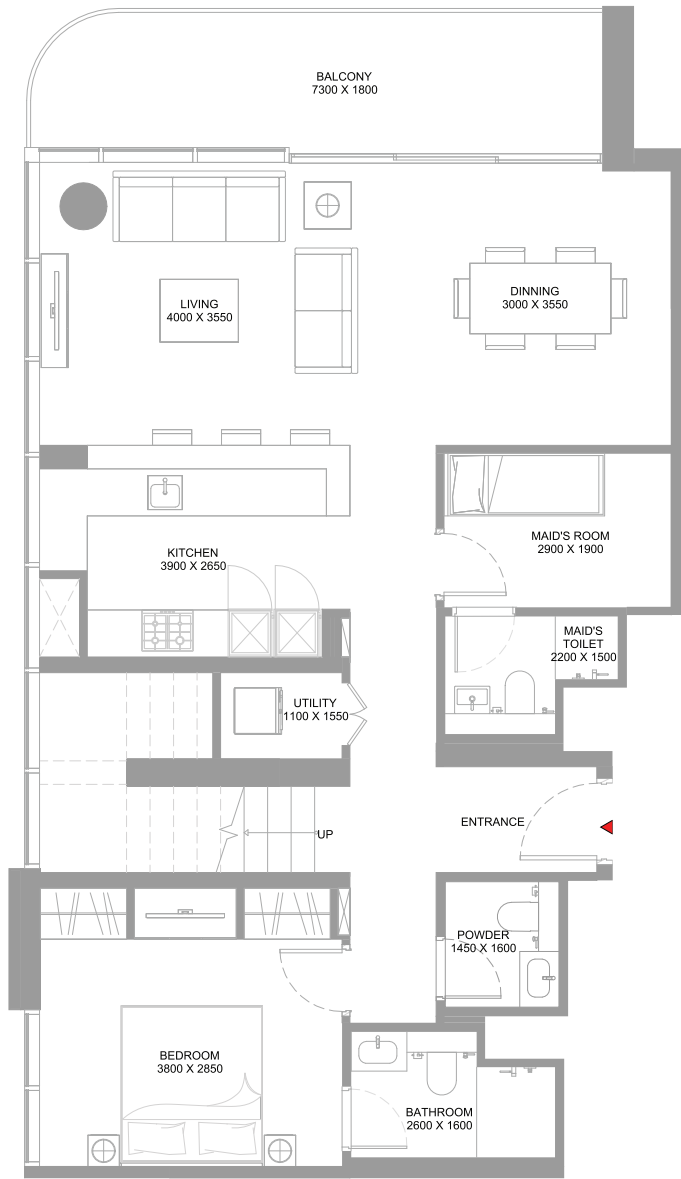 BALCONY
7300 X 1800
LIVING
4000 X 3550
DINNING
3000 X 3550
KITCHEN
3900 X 2650
MAID'S ROOM
2900 X 1900
MAID'S
TOILET
2200 X 1500
UTILITY
1100 X 1550
UP
ENTRANCE
POWDER
1450 X 1600
BEDROOM
3800 X 2850
BATHROOM
2600 X 1600